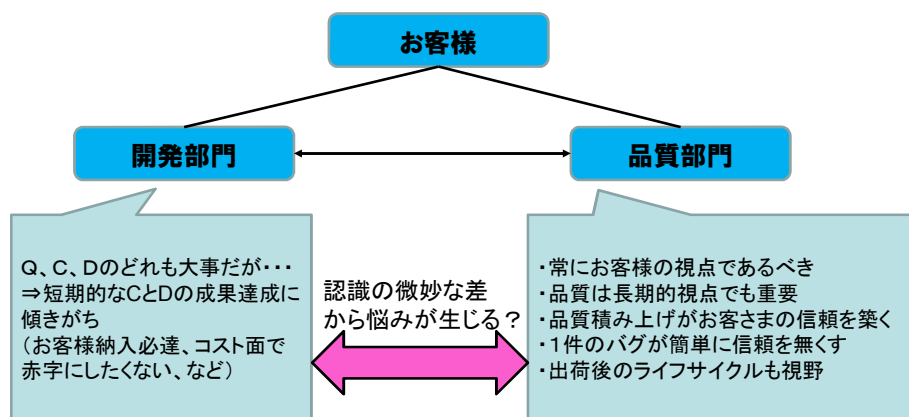 お客様
開発部門
品質部門
Q、C、Dのどれも大事だが・・・
⇒短期的なCとDの成果達成に
傾きがち
（お客様納入必達、コスト面で
赤字にしたくない、など）
認識の微妙な差
から悩みが生じる？
・常にお客様の視点であるべき
・品質は長期的視点でも重要
・品質積み上げがお客さまの信頼を築く
・１件のバグが簡単に信頼を無くす
・出荷後のライフサイクルも視野